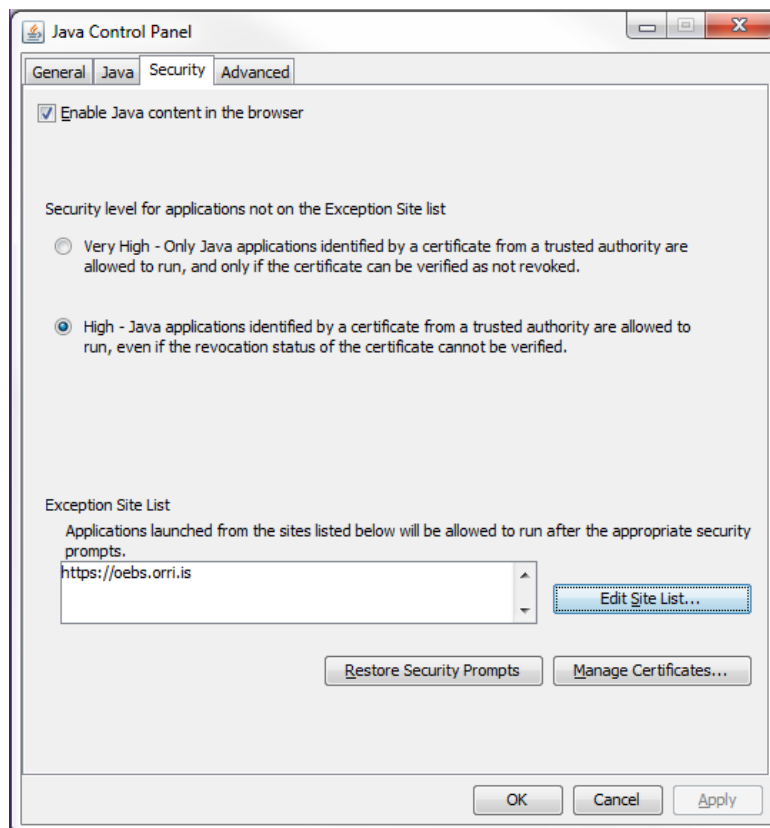 Java Control Panel
General Java Security Advanced
Enable Java content in the browser
Security level for applications not on the Exception Site list
Very High - Only Java applications identified by a certificate from a trusted authority are
allowed to run, and only if the certificate can be verified as not revoked.
High - Java applications identified by a certificate from a trusted authority are allowed to
run, even if the revocation status of the certificate cannot be verified.
Exception Site List
Applications launched from the sites listed below will be allowed to run after the appropriate security
prompts.
https://oebs.orri.is
Edit Site List...
Restore Security Prompts Manage Certificates...
OK Cancel Apply